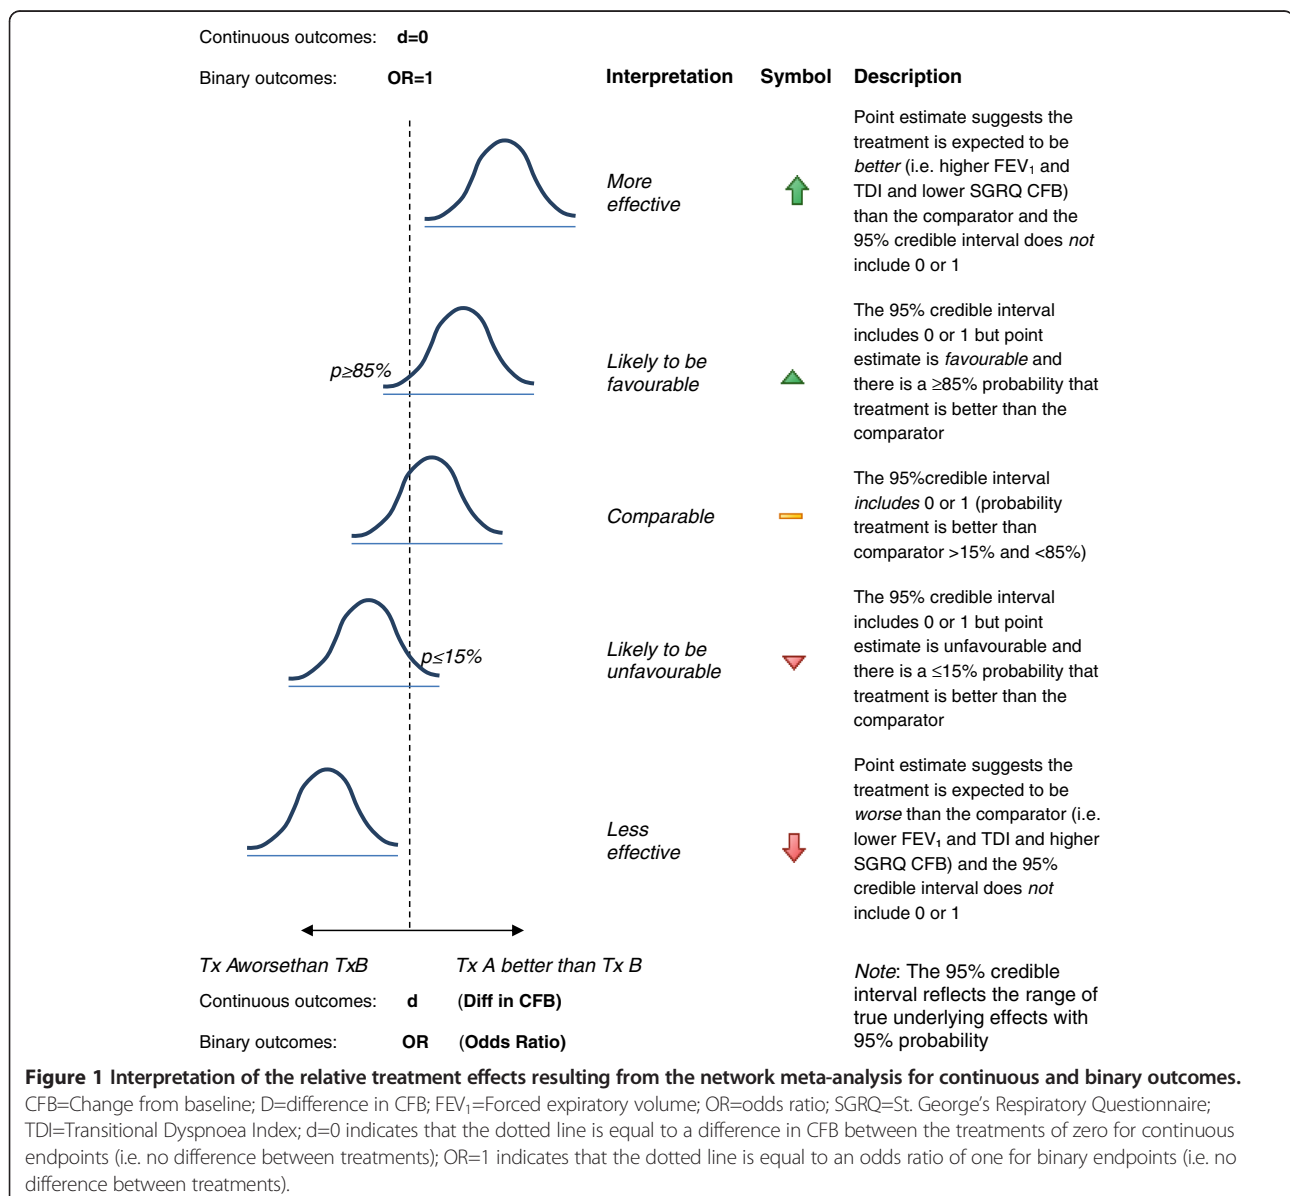 Continuous outcomes: d=0
Binary outcomes: OR=1
Interpretation Symbol Description
Point estimate suggests the
treatment is expected to be
better (i.e. higher FEV₁ and
TDI and lower SGRQ CFB)
than the comparator and the
95% credible interval does not
include 0 or 1
More
effective
The 95% credible interval
includes 0 or 1 but point
estimate is favourable and
there is a ≥85% probability that
treatment is better than the
comparator
p≥85%
Likely to be
favourable
The 95%credible interval
includes 0 or 1 (probability
treatment is better than
comparator >15% and <85%)
Comparable
The 95% credible interval
includes 0 or 1 but point
estimate is unfavourable and
there is a ≤15% probability that
treatment is better than the
comparator
p≤15%
Likely to be
unfavourable
Point estimate suggests the
treatment is expected to be
worse than the comparator (i.e.
lower FEV₁ and TDI and higher
SGRQ CFB) and the 95%
credible interval does not
include 0 or 1
Less
effective
Tx Aworsethan TxB Tx A better than Tx B
Continuous outcomes: d (Diff in CFB)
Binary outcomes: OR (Odds Ratio)
Note: The 95% credible
interval reflects the range of
true underlying effects with
95% probability
Figure 1 Interpretation of the relative treatment effects resulting from the network meta-analysis for continuous and binary outcomes.
CFB=Change from baseline; D=difference in CFB; FEV₁=Forced expiratory volume; OR=odds ratio; SGRQ=St. George's Respiratory Questionnaire;
TDI=Transitional Dyspnoea Index; d=0 indicates that the dotted line is equal to a difference in CFB between the treatments of zero for continuous
endpoints (i.e. no difference between treatments); OR=1 indicates that the dotted line is equal to an odds ratio of one for binary endpoints (i.e. no
difference between treatments).